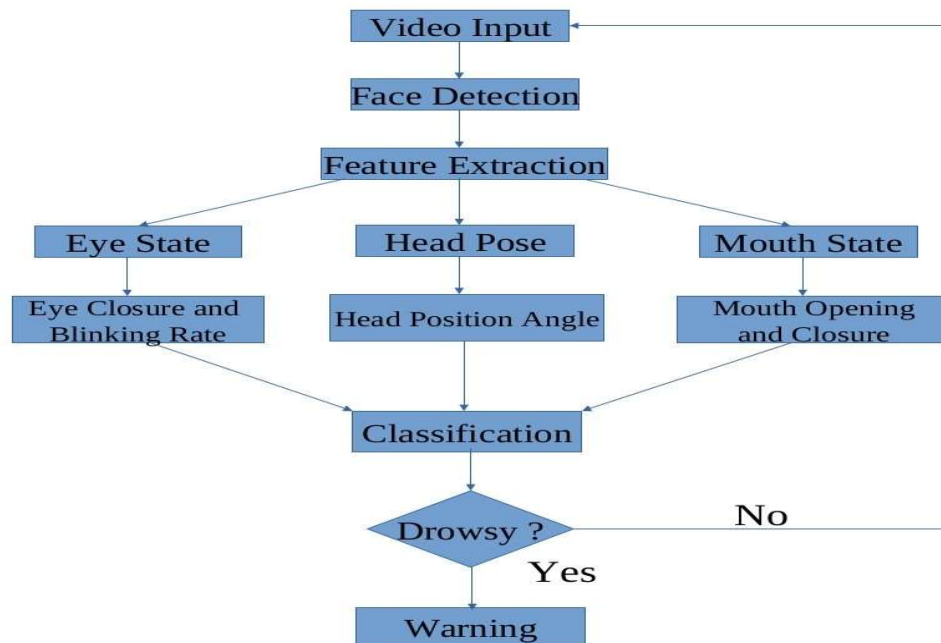 Video Input
Face Detection
Feature Extraction
Eye State
Head Pose
Mouth State
Eye Closure and
Blinking Rate
Head Position Angle
Mouth Opening
and Closure
Classification
Drowsy ?
No
Yes
Warning